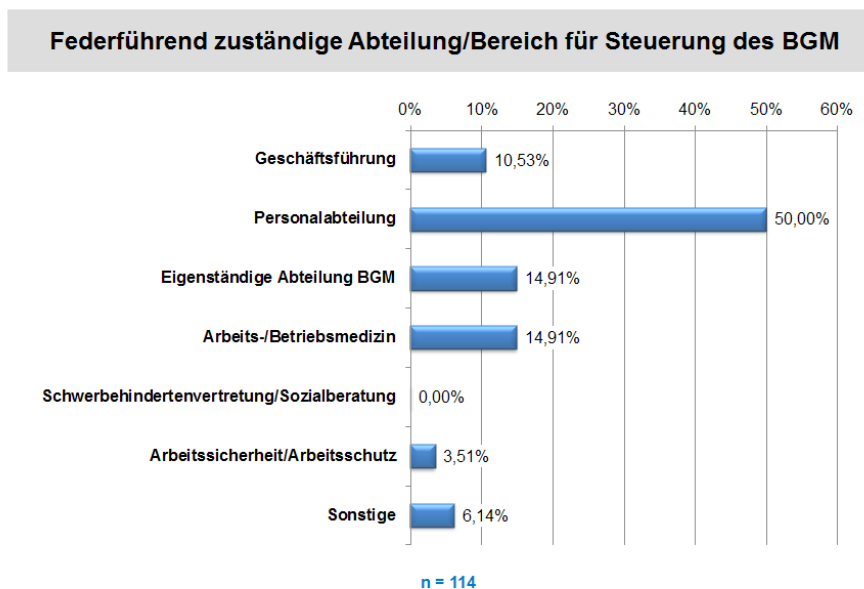 Federführend zuständige Abteilung/Bereich für Steuerung des BGM
0% 10% 20% 30% 40% 50% 60%
Geschäftsführung 10,53%
Personalabteilung 50,00%
Eigenständige Abteilung BGM 14,91%
Arbeits-/Betriebsmedizin 14,91%
Schwerbehindertenvertretung/Sozialberatung 0,00%
Arbeitssicherheit/Arbeitsschutz 3,51%
Sonstige 6,14%
n = 114